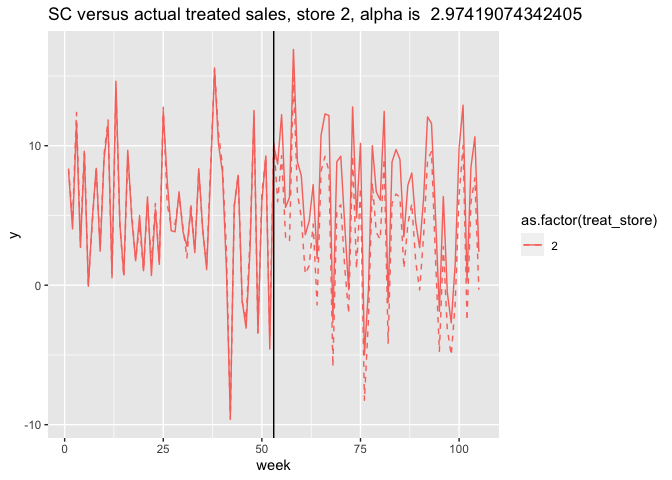 SC versus actual treated sales, store 2, alpha is  2.97419074342405
y
10
0
-10
0
25
50
75
100
week
as.factor(treat_store)
2